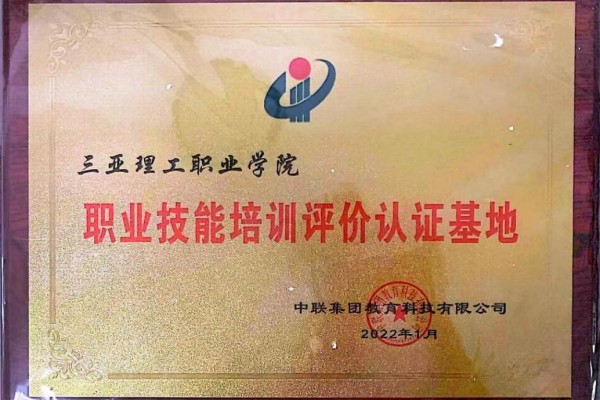 三亚理工职业学院
职业技能培训评价认证基地
中联集团教育科技有限公司
2022年1月